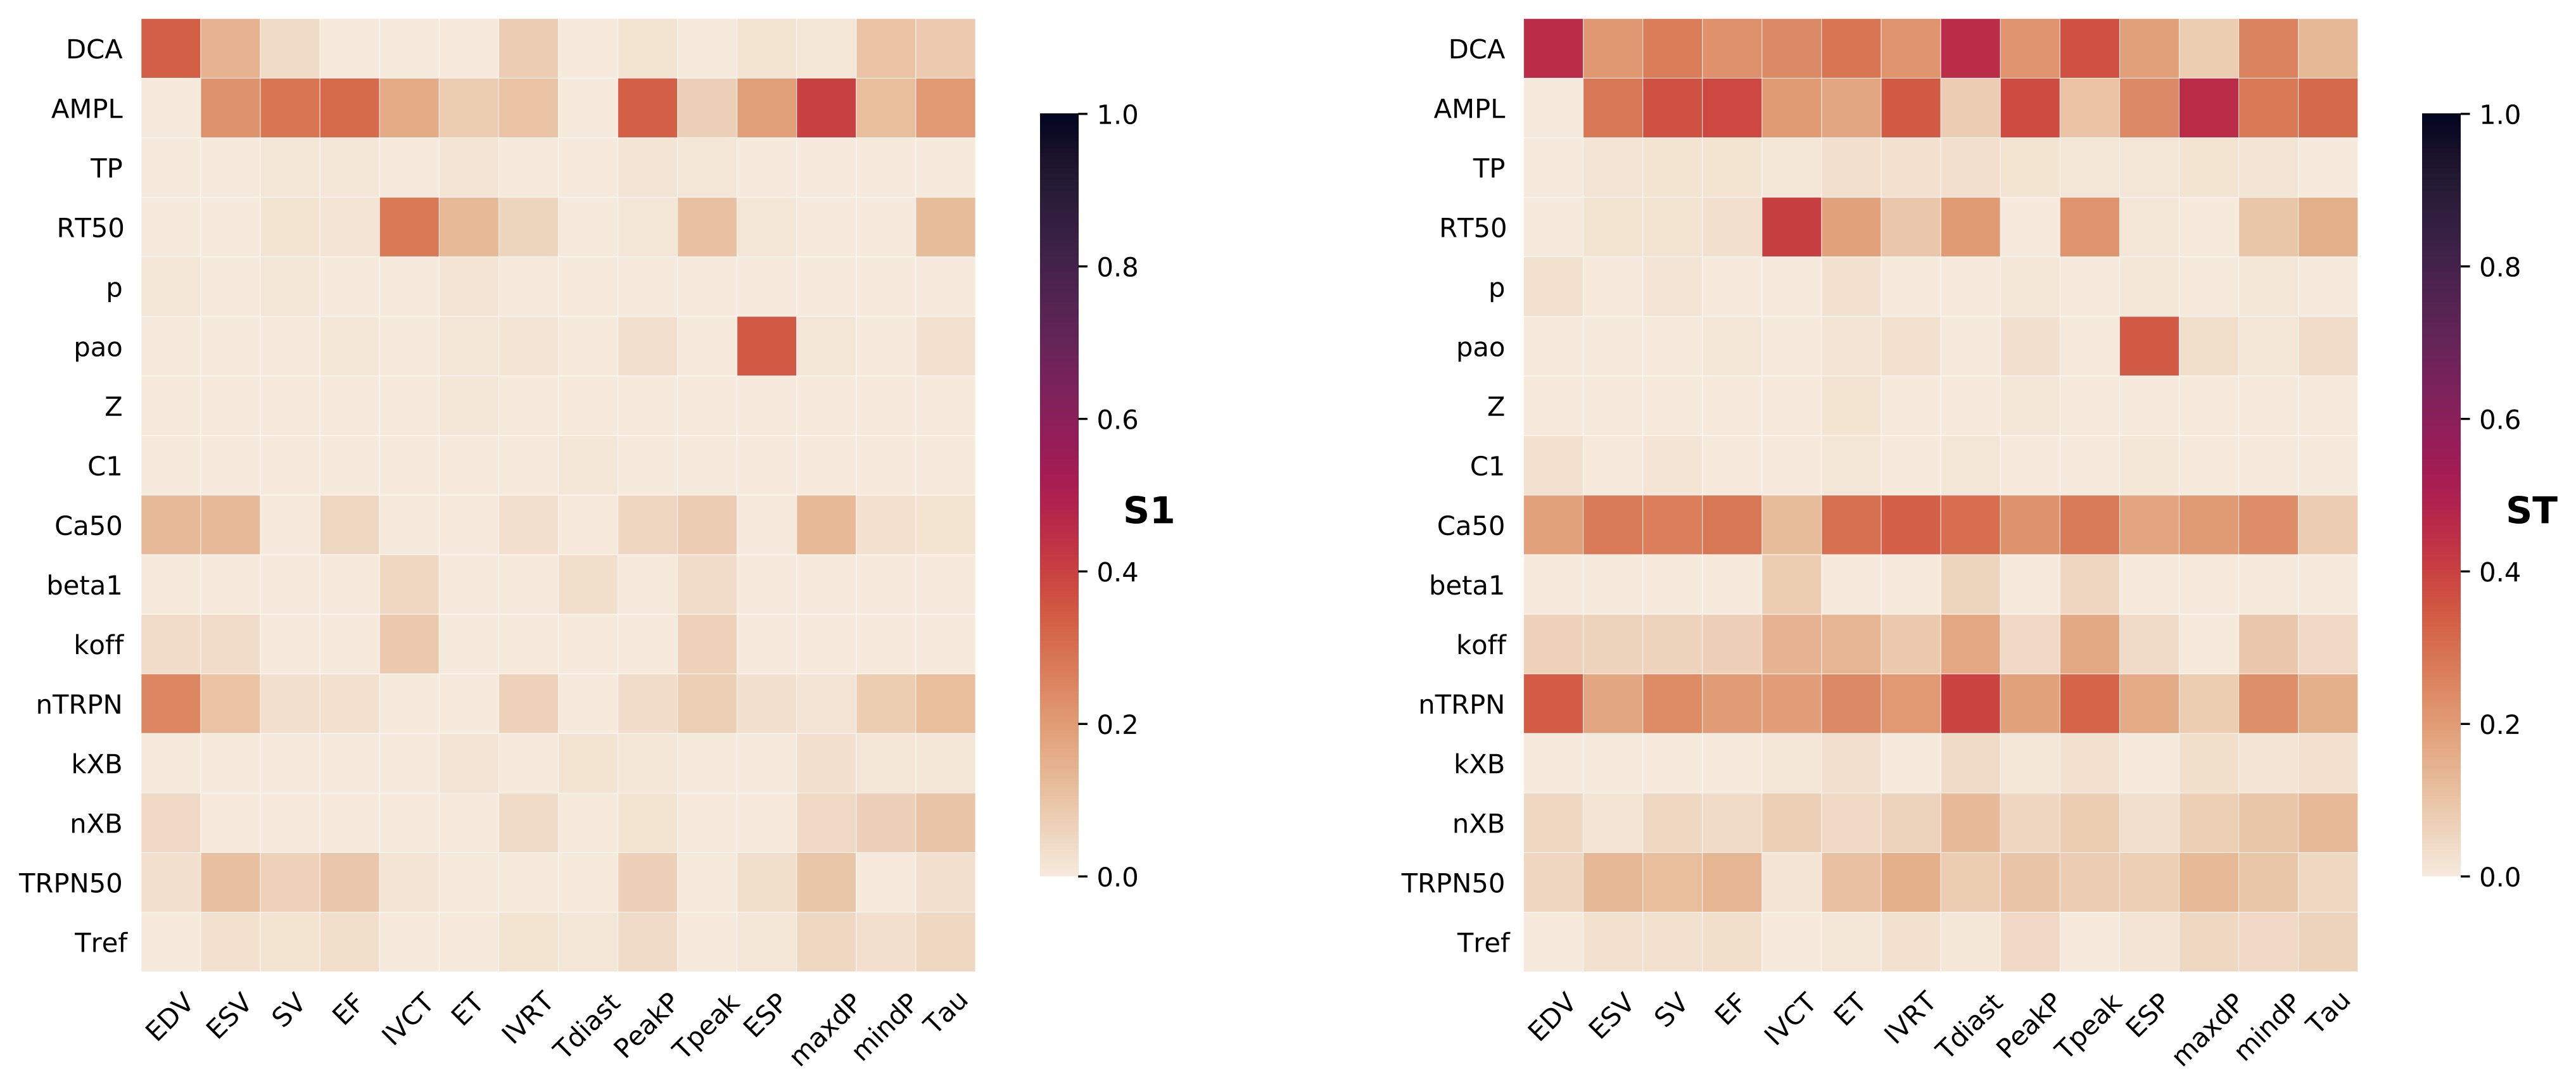 DCA
AMPL
TP
RT50
p
pao
Z
C1
Ca50
beta1
koff
nTRPN
kXB
nXB
TRPN50
Tref
EDV ESV SV EF IVCT ET IVRT Tdiast PeakP Tpeak ESP maxdP mindP Tau
1.0
0.8
0.6
0.4
0.2
0.0
S1
DCA
AMPL
TP
RT50
p
pao
Z
C1
Ca50
beta1
koff
nTRPN
kXB
nXB
TRPN50
Tref
EDV ESV SV EF IVCT ET IVRT Tdiast PeakP Tpeak ESP maxdP mindP Tau
1.0
0.8
0.6
0.4
0.2
0.0
ST